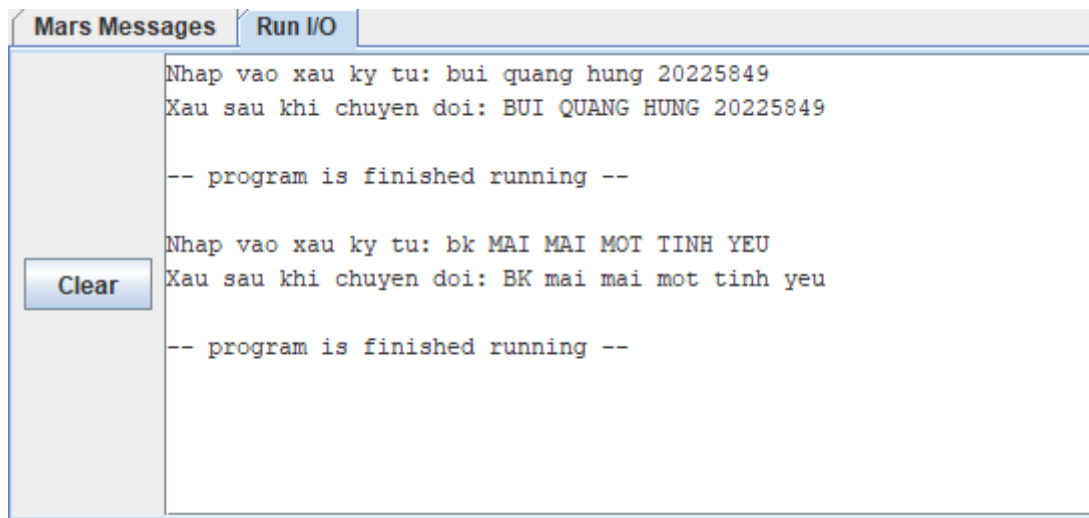 Mars Messages Run I/O
Nhap vao xau ky tu: bui quang hung 20225849
Xau sau khi chuyen doi: BUI QUANG HUNG 20225849
-- program is finished running --
Nhap vao xau ky tu: bk MAI MAI MOT TINH YEU
Clear
Xau sau khi chuyen doi: BK mai mai mot tinh yeu
-- program is finished running --